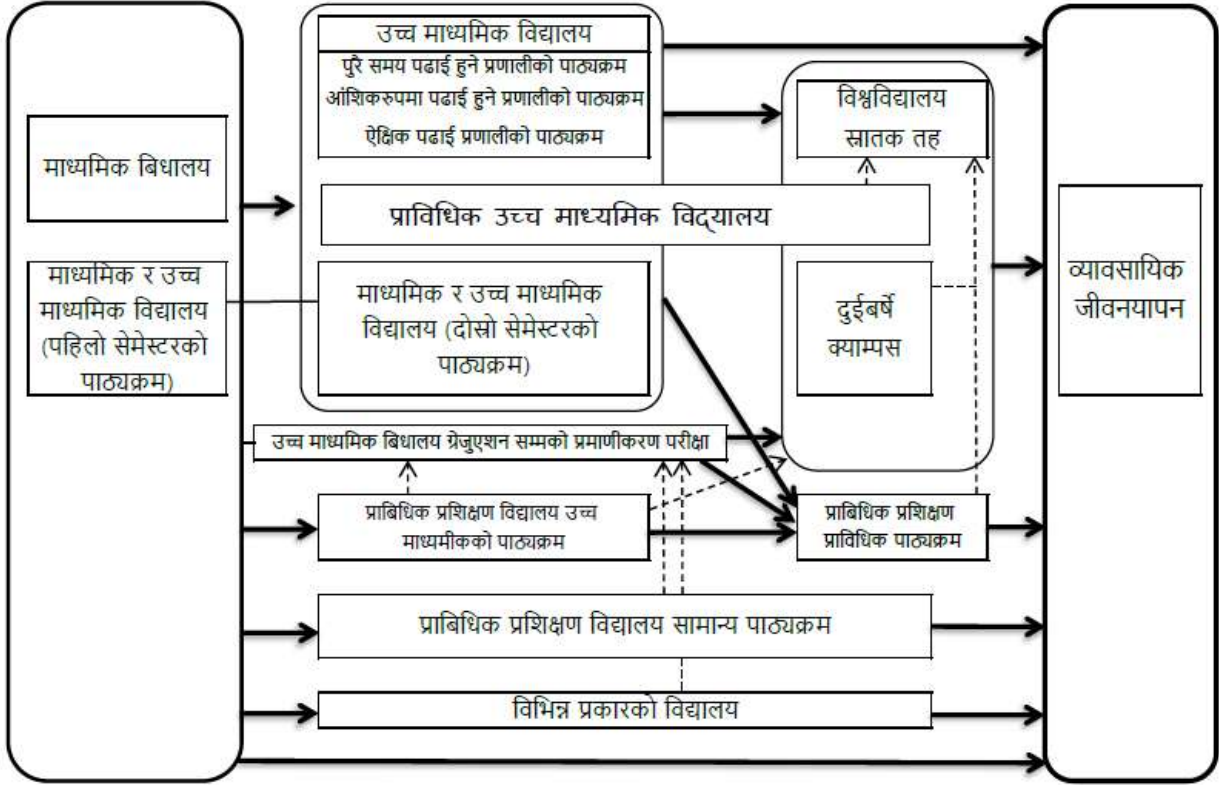 माध्यमिक बिधालय
माध्यमिक र उच्च
माध्यमिक विद्यालय
(पहिलो सेमेस्टरको
पाठ्यक्रम)
उच्च माध्यमिक विद्यालय
पुरै समय पढाई हुने प्रणालीको पाठ्यक्रम
आंशिकरुपमा पढाई हुने प्रणालीको पाठ्यक्रम
ऐक्षिक पढाई प्रणालीको पाठ्यक्रम
प्राविधिक उच्च माध्यमिक विद्‌यालय
माध्यमिक र उच्च माध्यमिक
विद्यालय (दोस्रो सेमेस्टरको
पाठ्यक्रम)
विश्वविद्यालय
स्नातक तह
दुईबर्षे
क्याम्पस
उच्च माध्यमिक बिधालय ग्रेजुएशन सम्मको प्रमाणीकरण परीक्षा
प्राबिधिक प्रशिक्षण विद्यालय उच्च
माध्यमीकको पाठ्यक्रम
प्राबिधिक प्रशिक्षण
प्राविधिक पाठ्यक्रम
प्राबिधिक प्रशिक्षण विद्यालय सामान्य पाठ्यक्रम
विभिन्न प्रकारको विद्यालय
व्यावसायिक
जीवनयापन